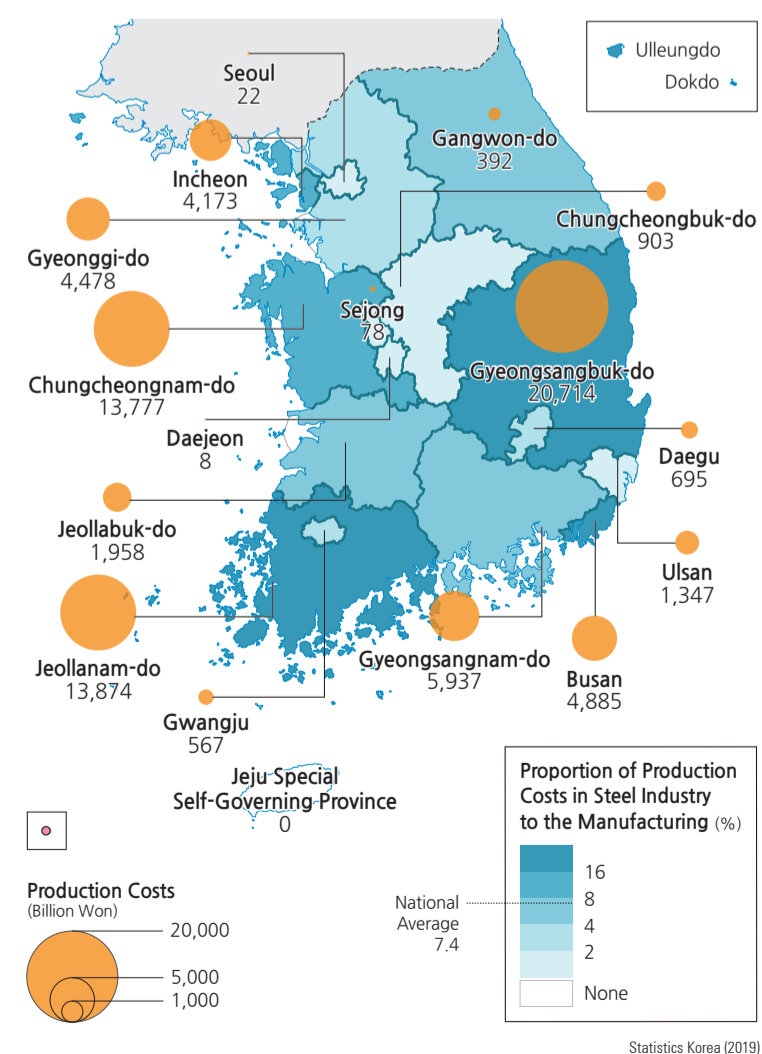 Ulleungdo
Dokdo
Seoul
22
Gangwon-do
392
Incheon
4,173
Chungcheongbuk-do
903
Gyeonggi-do
4,478
Sejong
78
Chungcheongnam-do
13,777
Gyeongsangbuk-do
20,714
Daejeon
8
Daegu
695
Jeollabuk-do
1,958
Ulsan
1,347
Jeollanam-do
13,874
Gyeongsangnam-do
5,937
Busan
4,885
Gwangju
567
Jeju Special
Self-Governing Province
0
Production Costs
(Billion Won)
20,000
5,000
1,000
Proportion of Production
Costs in Steel Industry
to the Manufacturing (%)
16
8
4
2
None
National
Average
7.4
Statistics Korea (2019)